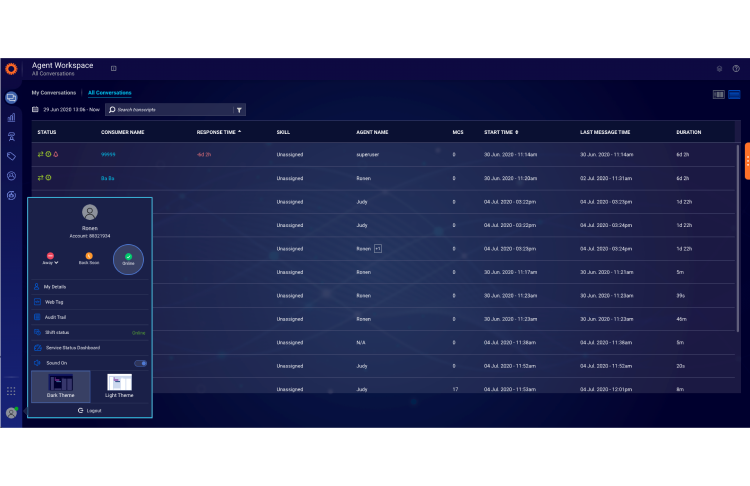 Agent Workspace
All Conversations
My Conversations All Conversations
29 Jun 2020 13:06 - Now Search transcripts
STATUS CONSUMER NAME RESPONSE TIME SKILL AGENT NAME MCS START TIME LAST MESSAGE TIME DURATION
99999 -6d 2h Unassigned superuser 0 30 Jun. 2020 - 11:14am 30 Jun. 2020 - 11:14am 6d 2h
Bo Bo Unassigned Ronen 0 30 Jun. 2020 - 11:20am 02 Jul. 2020 - 11:31am 6d 2h
Unassigned Judy 0 04 Jul. 2020 - 03:22pm 04 Jul. 2020 - 03:23pm 1d 22h
Unassigned Judy 0 04 Jul. 2020 - 03:22pm 04 Jul. 2020 - 03:24pm 1d 22h
Unassigned Ronen +1 0 04 Jul. 2020 - 03:23pm 04 Jul. 2020 - 03:24pm 1d 22h
Unassigned Ronen 0 30 Jun. 2020 - 11:17am 30 Jun. 2020 - 11:21am 5m
Unassigned Ronen 0 30 Jun. 2020 - 11:23am 30 Jun. 2020 - 11:23am 39s
Unassigned Ronen 0 30 Jun. 2020 - 11:23am 30 Jun. 2020 - 11:23am 46m
Unassigned N/A 0 04 Jul. 2020 - 11:38am 04 Jul. 2020 - 11:38am 5m
Unassigned Judy 0 04 Jul. 2020 - 11:52am 04 Jul. 2020 - 11:52am 20s
Unassigned Judy 17 04 Jul. 2020 - 11:53am 04 Jul. 2020 - 12:01pm 8m
Ronen
Account: 86321934
Away Back Soon Online
My Details
Web Tag
Audit Trail
Shift status Online
Service Status Dashboard
Sound On
Dark Theme Light Theme
Logout